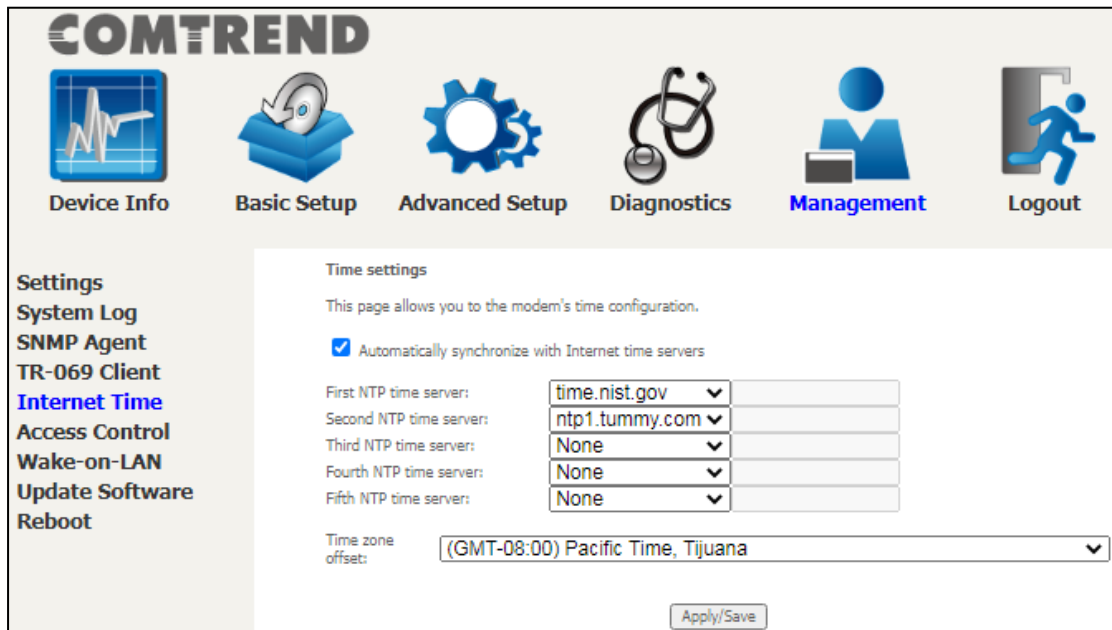 COMTREND
Device Info
Basic Setup
Advanced Setup
Diagnostics
Management
Logout
Settings
System Log
SNMP Agent
TR-069 Client
Internet Time
Access Control
Wake-on-LAN
Update Software
Reboot
Time settings
This page allows you to the modem's time configuration.
Automatically synchronize with Internet time servers
First NTP time server: time.nist.gov
Second NTP time server: ntp1.tummy.com
Third NTP time server: None
Fourth NTP time server: None
Fifth NTP time server: None
Time zone
offset: (GMT-08:00) Pacific Time, Tijuana
Apply/Save